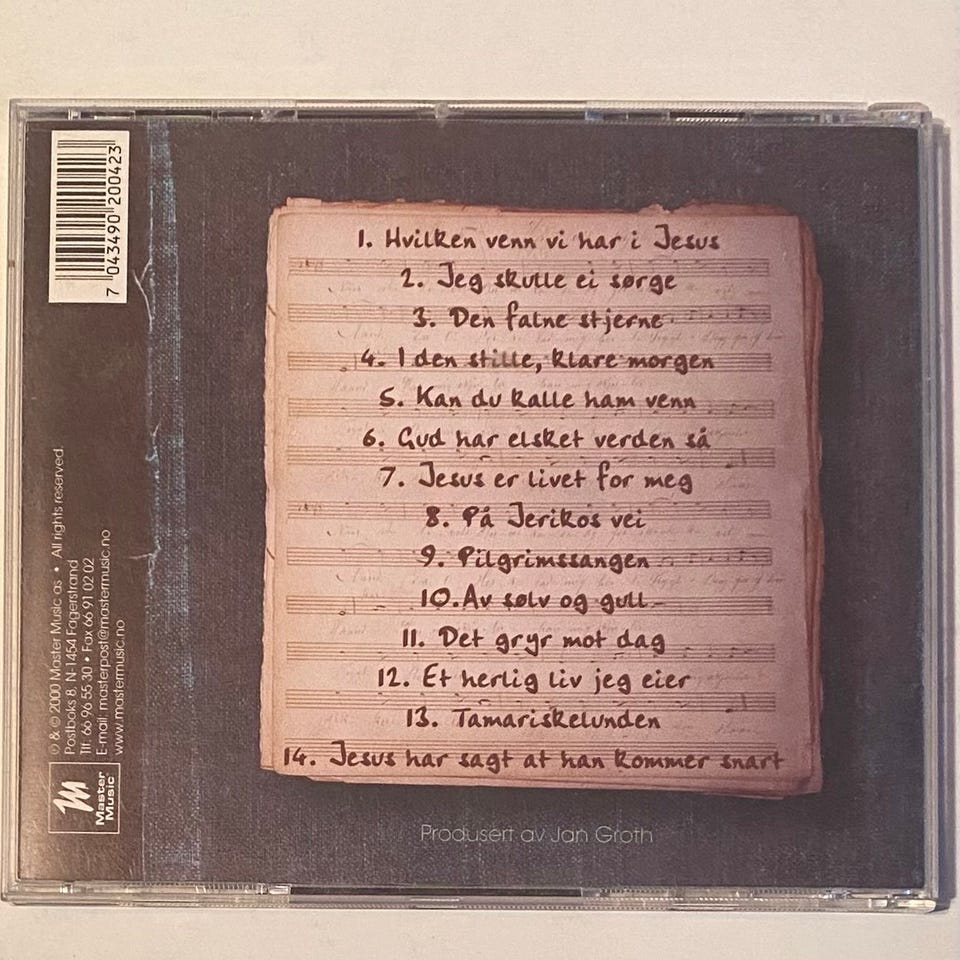 1. Hvilken venn vi har i Jesus
2. Jeg skulle ei sørge
3. Den falne stjerne
4. I den stille, klare morgen
5. Kan du kalle ham venn
6. Gud har elsket verden så
7. Jesus er livet for meg
8. På Jerikos vei
9. Pilgrimssangen
10. Av sølv og gull
11. Det gryr mot dag
12. Et herlig liv jeg eier
13. Tamariskelunden
14. Jesus har sagt at han kommer snart
Produsert av Jan Groth
7 043490 200423
℗ & © 2000 Master Music as • All rights reserved
Postboks 8, N-1454 Fagerstrand
Tlf: 66 96 55 30 • Fax 66 91 02 02
E-mail: masterpost@mastermusic.no
www.mastermusic.no
Master
Music